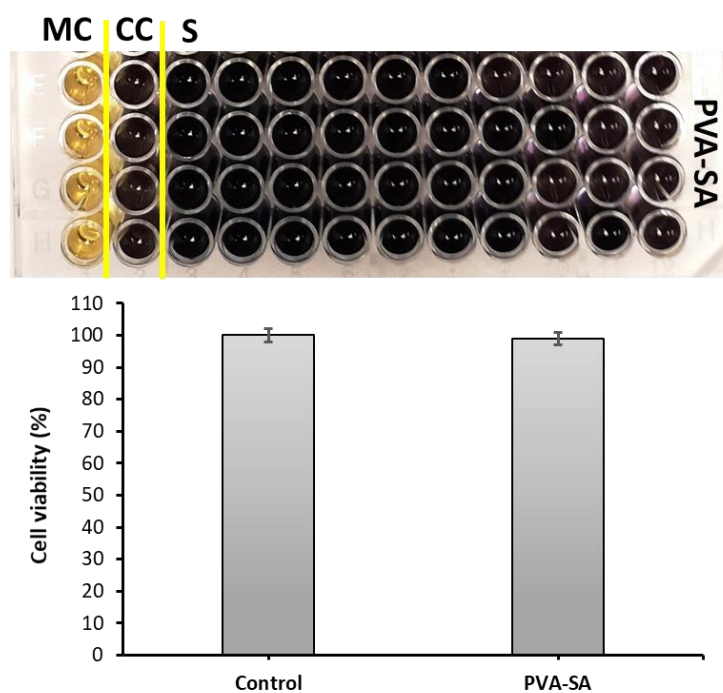 MC CC S
E
F
G
H
PVA-SA
H
Cell viability (%)
110
100
90
80
70
60
50
40
30
20
10
0
Control PVA-SA